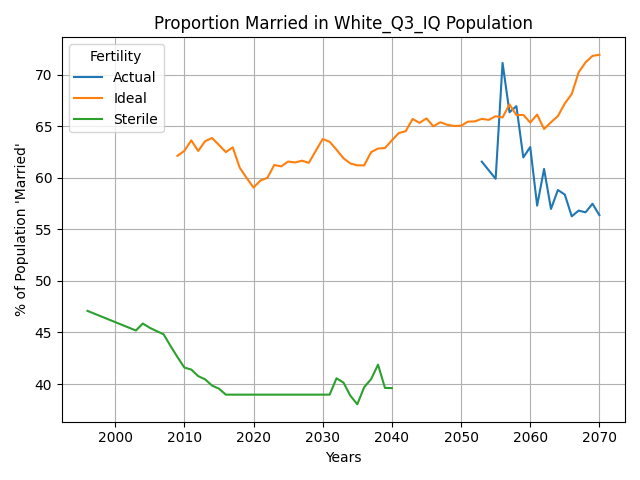 Proportion Married in White_Q3_IQ Population
Fertility
Actual
Ideal
Sterile
% of Population 'Married'
70
65
60
55
50
45
40
2000
2010
2020
2030
2040
2050
2060
2070
Years